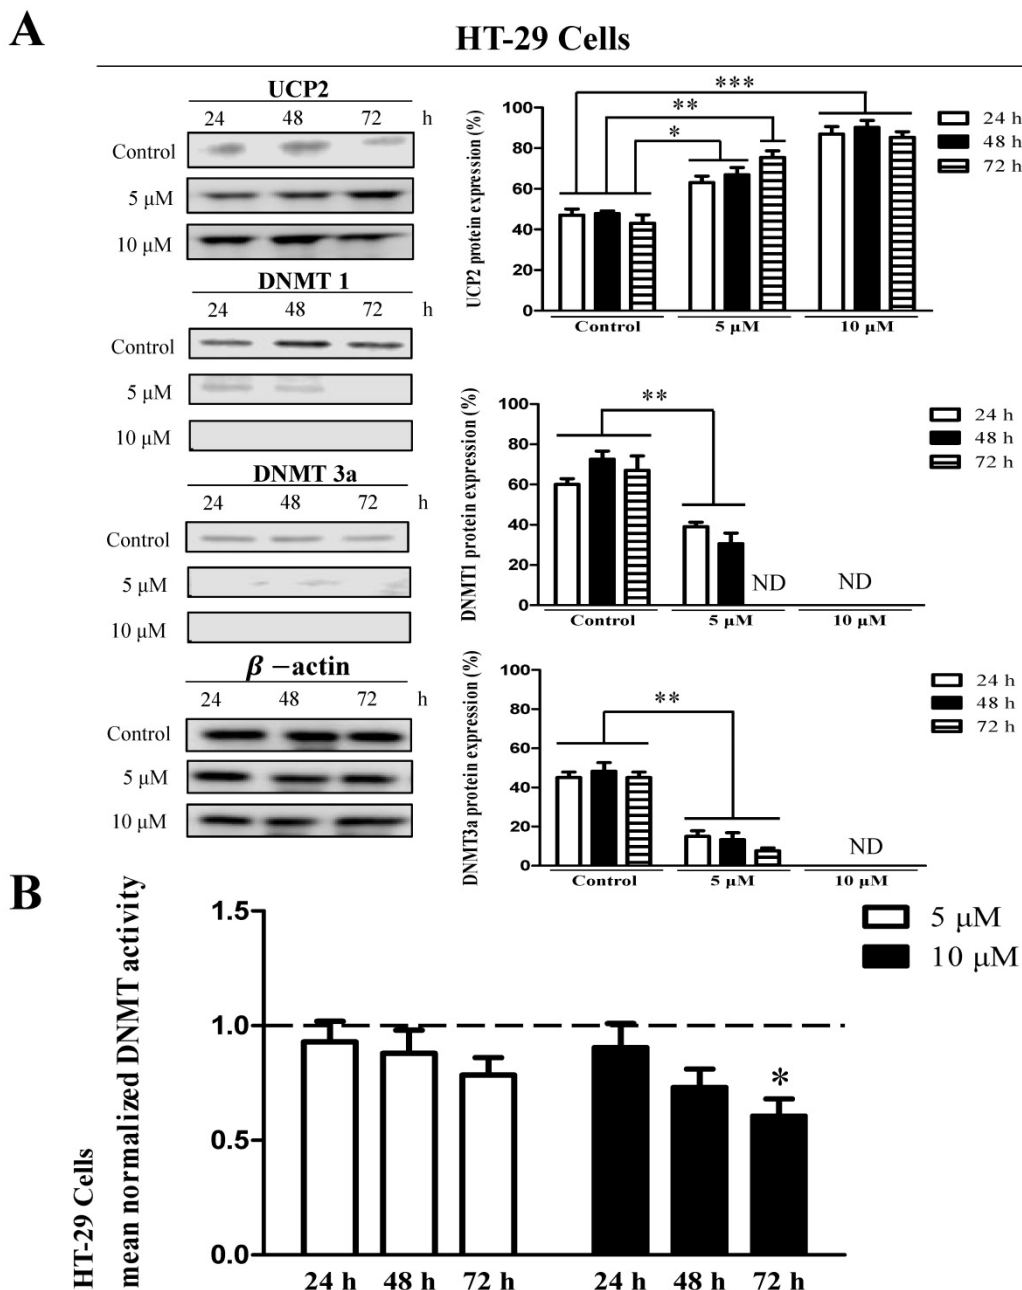 A
HT-29 Cells
UCP2
24 48 72 h
Control
5 μM
10 μM
DNMT 1
24 48 72 h
Control
5 μM
10 μM
DNMT 3a
24 48 72 h
Control
5 μM
10 μM
β –actin
24 48 72 h
Control
5 μM
10 μM
UCP2 protein expression (%)
100
80
60
40
20
0
***
**
*
Control 5 μM 10 μM
24 h
48 h
72 h
DNMT1 protein expression (%)
100
80
60
40
20
0
**
ND ND
Control 5 μM 10 μM
24 h
48 h
72 h
DNMT3a protein expression (%)
100
80
60
40
20
0
**
ND
Control 5 μM 10 μM
24 h
48 h
72 h
B
HT-29 Cells
mean normalized DNMT activity
1.5
1.0
0.5
0.0
*
5 μM
10 μM
24 h 48 h 72 h 24 h 48 h 72 h